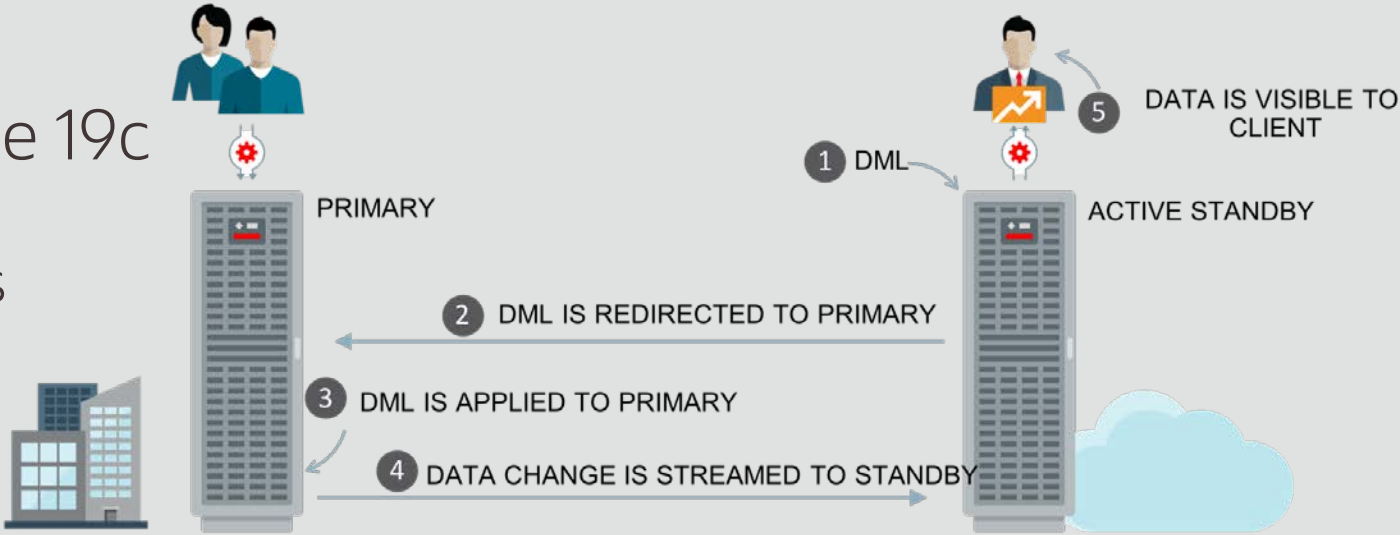 e 19c
s
PRIMARY
1 DML
5 DATA IS VISIBLE TO
CLIENT
ACTIVE STANDBY
2 DML IS REDIRECTED TO PRIMARY
3 DML IS APPLIED TO PRIMARY
4 DATA CHANGE IS STREAMED TO STANDBY